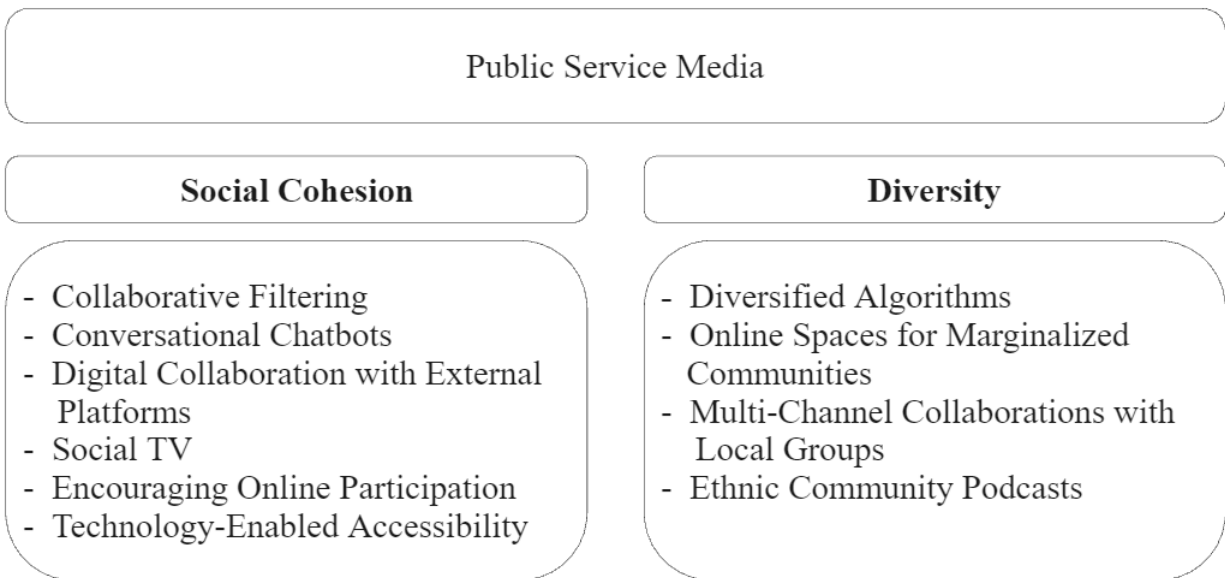 Public Service Media
Social Cohesion
- Collaborative Filtering
- Conversational Chatbots
- Digital Collaboration with External
Platforms
- Social TV
- Encouraging Online Participation
- Technology-Enabled Accessibility
Diversity
- Diversified Algorithms
- Online Spaces for Marginalized
Communities
- Multi-Channel Collaborations with
Local Groups
- Ethnic Community Podcasts